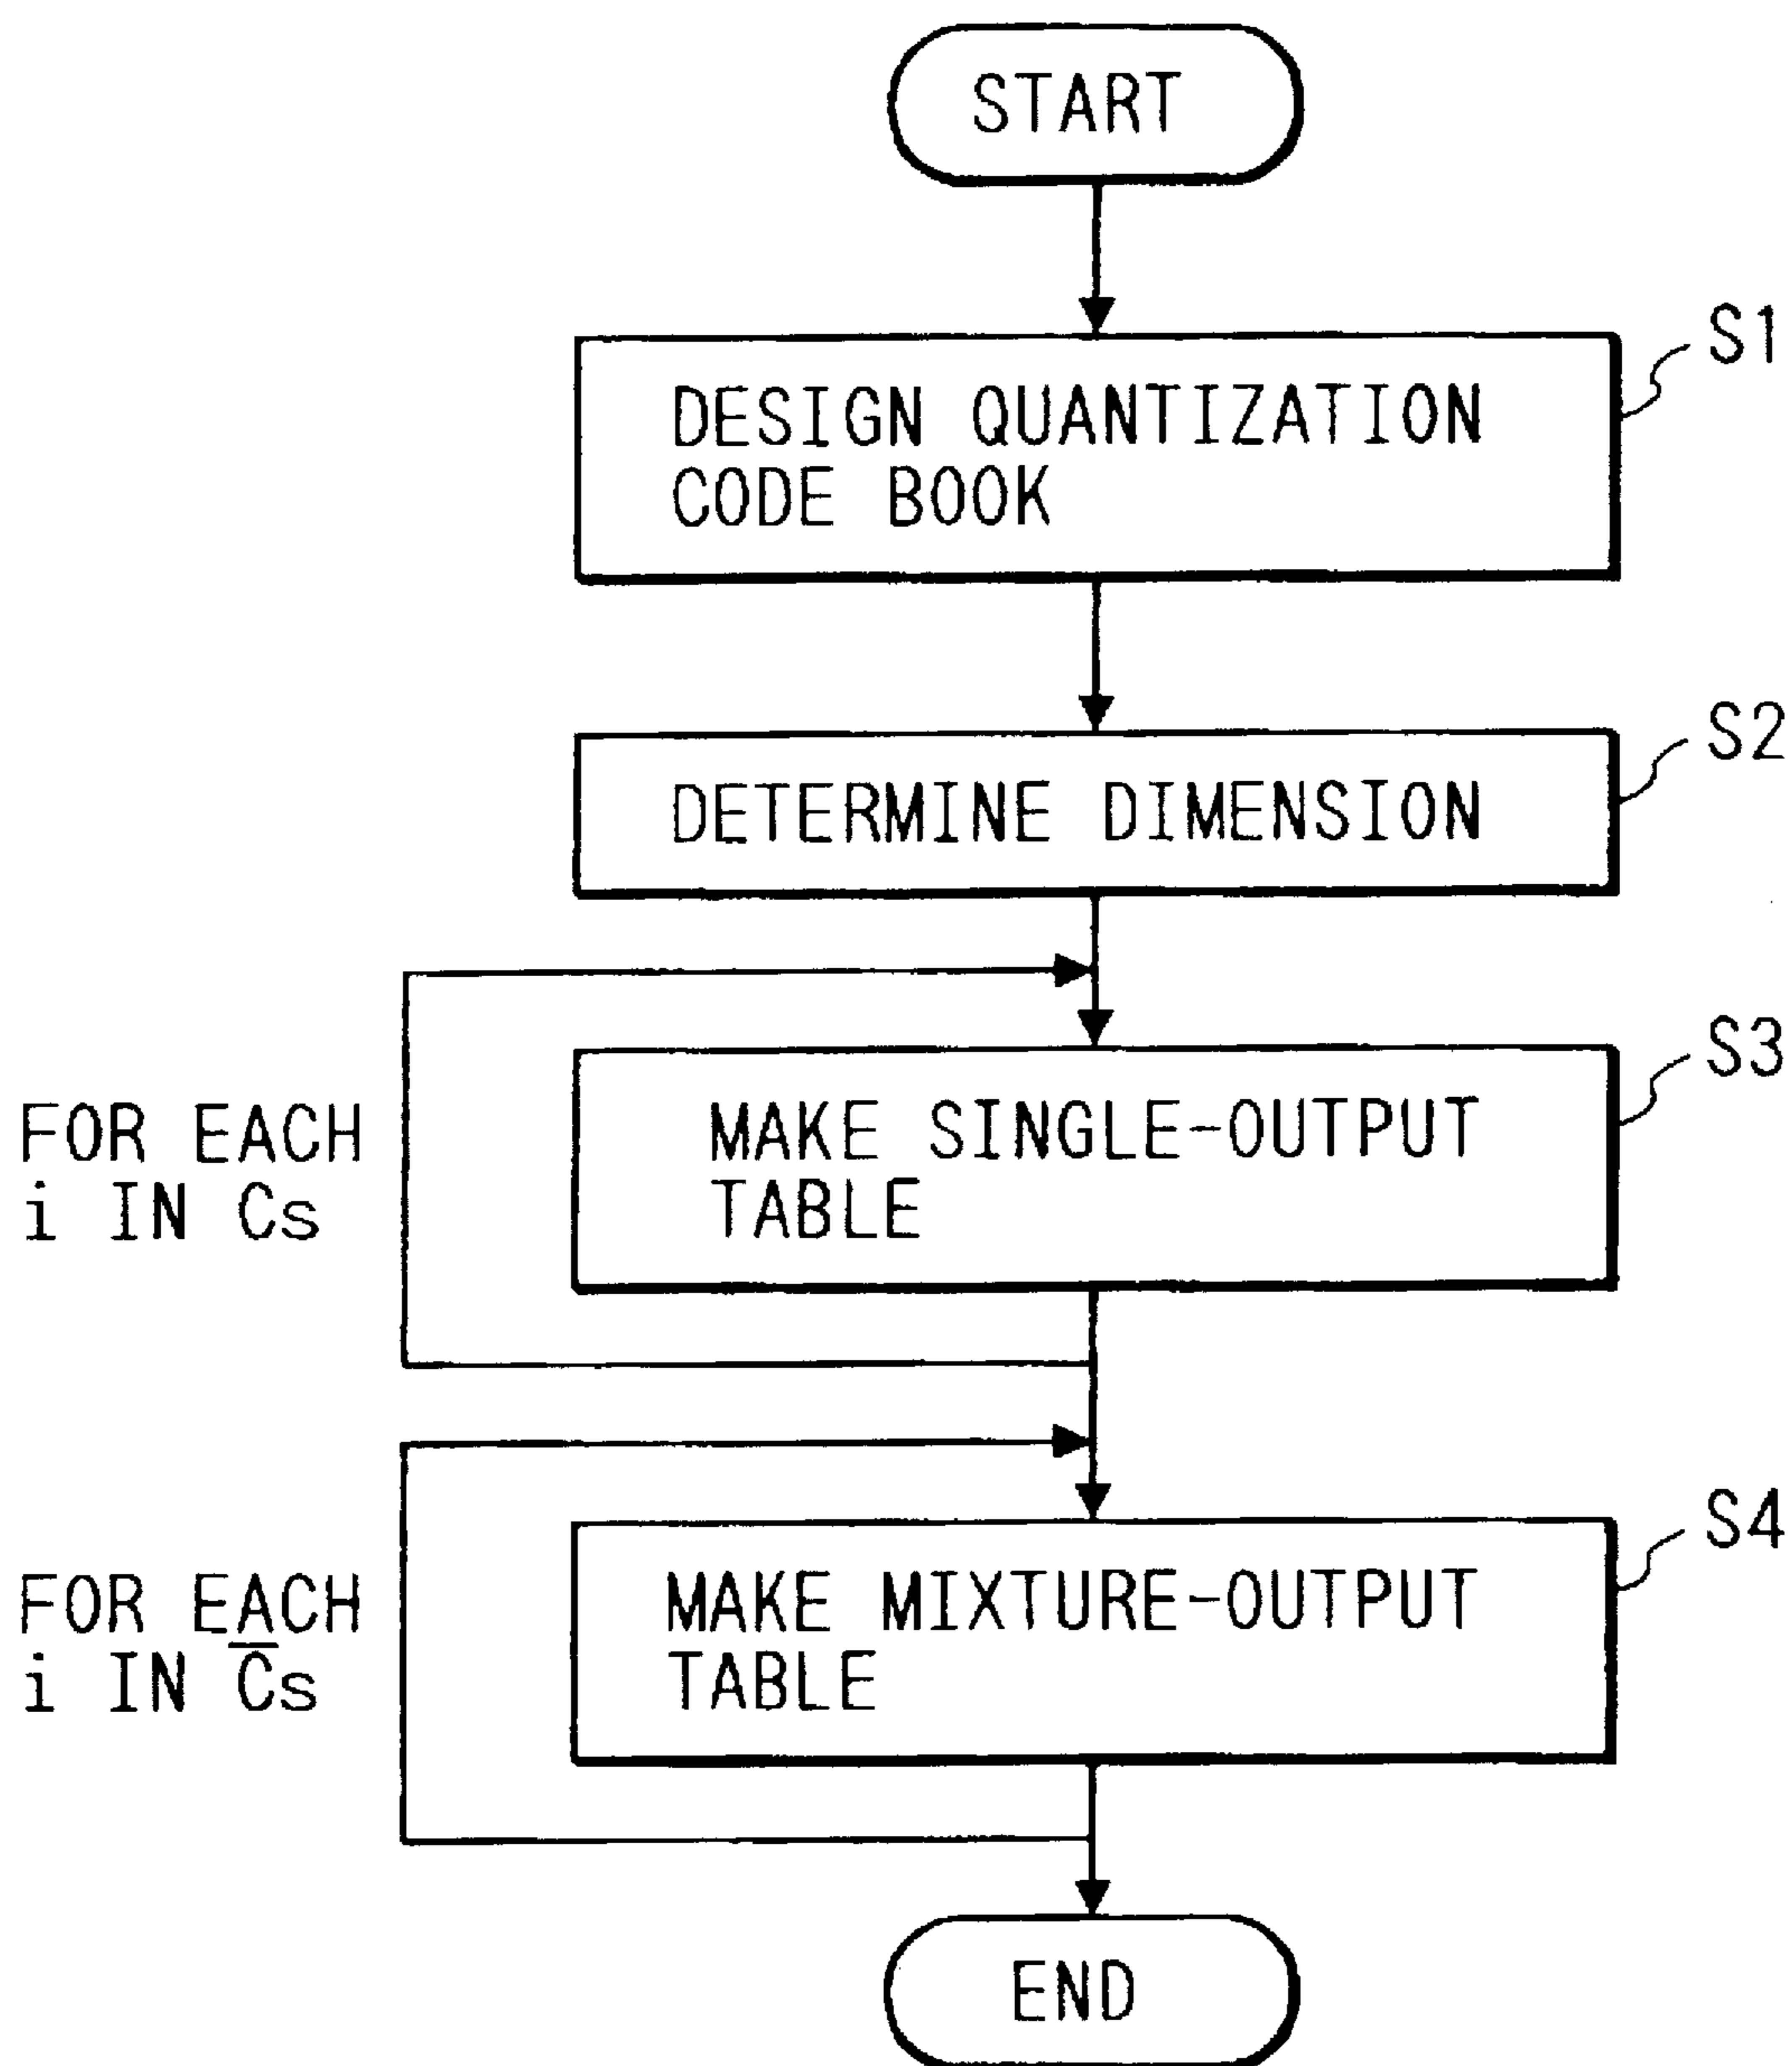 START
S1
DESIGN QUANTIZATION
CODE BOOK
S2
DETERMINE DIMENSION
S3
MAKE SINGLE-OUTPUT
TABLE
FOR EACH
i IN Cs
S4
MAKE MIXTURE-OUTPUT
TABLE
FOR EACH
i IN C̅s
END